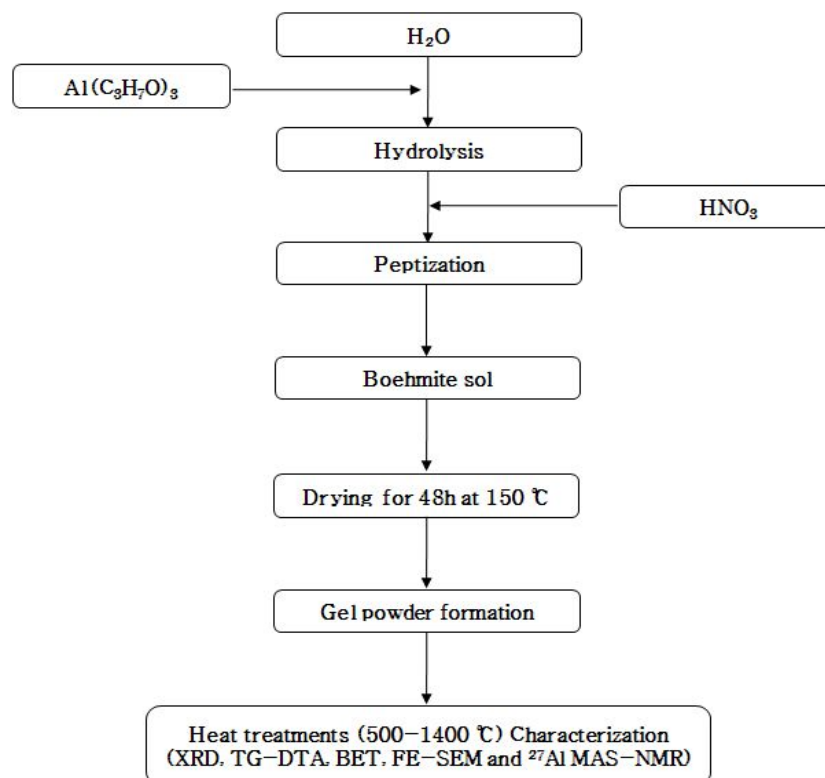 H₂O
Al(C₃H₇O)₃
Hydrolysis
HNO₃
Peptization
Boehmite sol
Drying for 48h at 150 ℃
Gel powder formation
Heat treatments (500-1400 ℃) Characterization
(XRD, TG-DTA, BET, FE-SEM and ²⁷Al MAS-NMR)